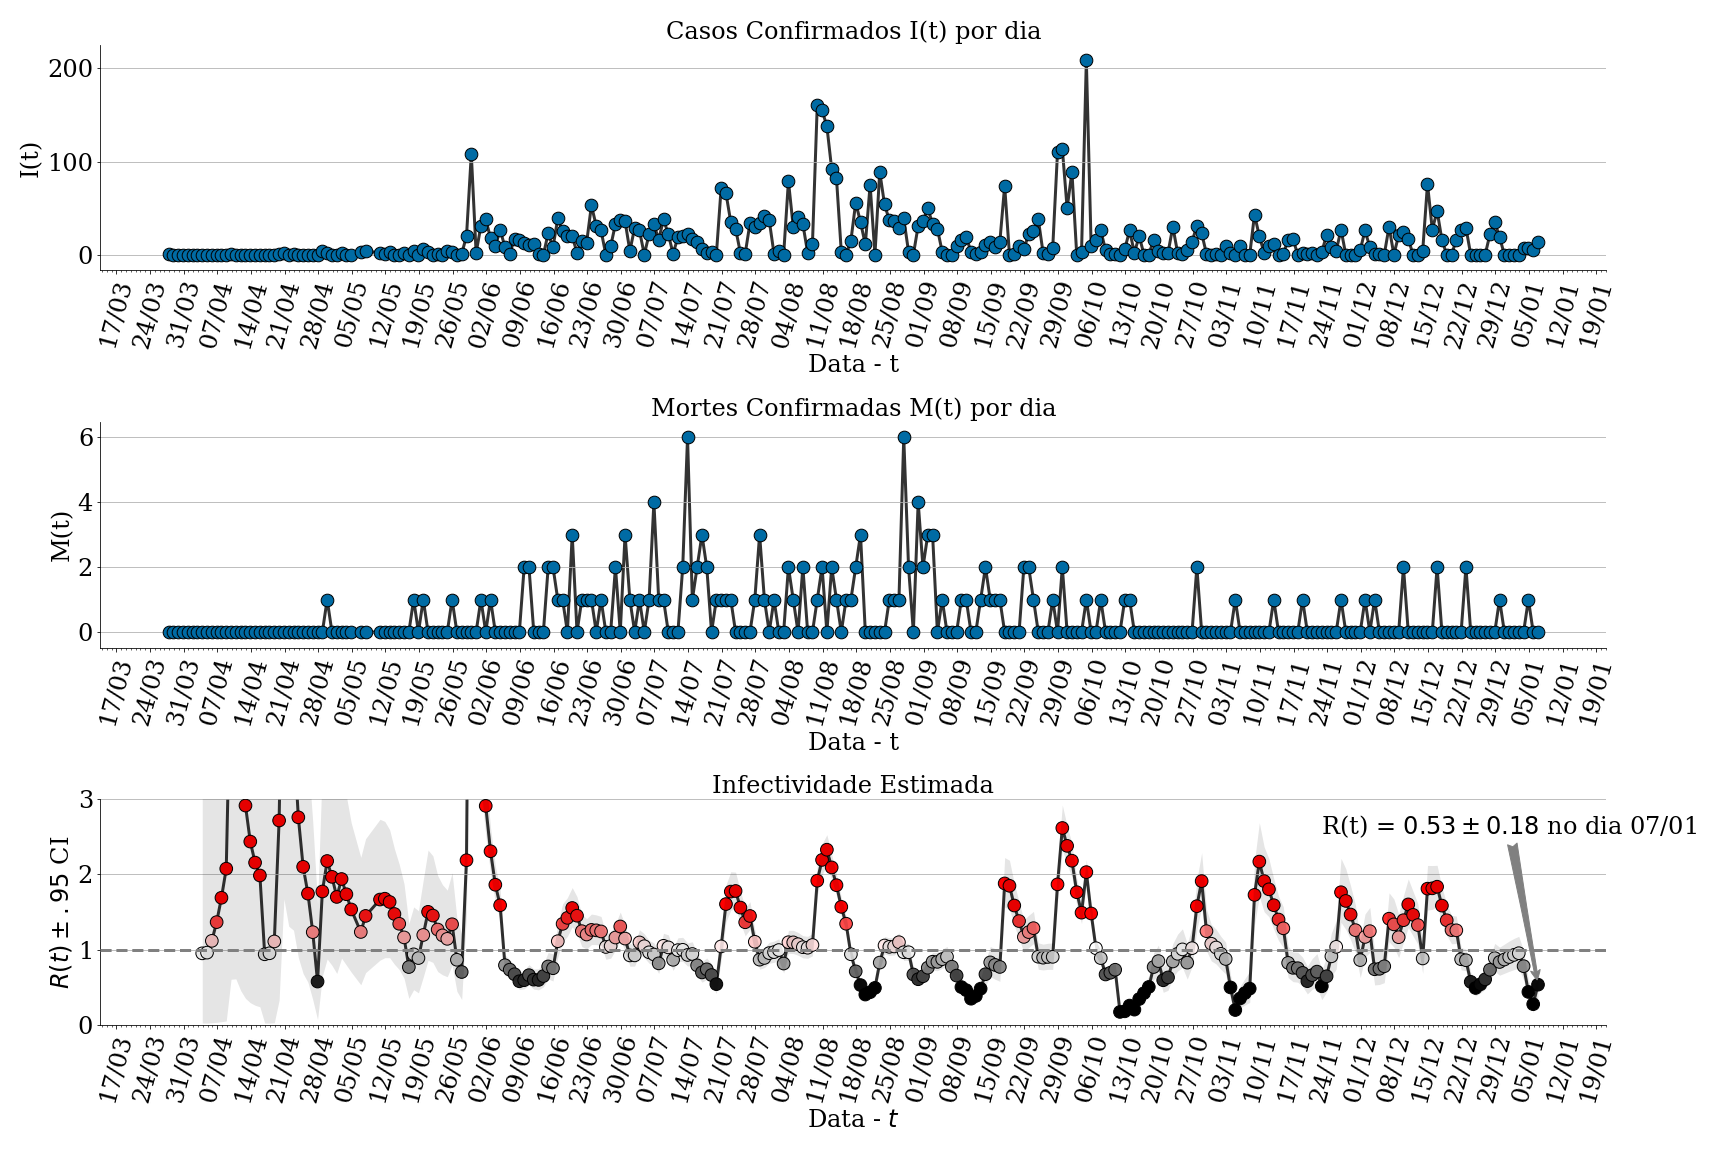 Casos Confirmados I(t) por dia
I(t)
200
100
0
17/03 24/03 31/03 07/04 14/04 21/04 28/04 05/05 12/05 19/05 26/05 02/06 09/06 16/06 23/06 30/06 07/07 14/07 21/07 28/07 04/08 11/08 18/08 25/08 01/09 08/09 15/09 22/09 29/09 06/10 13/10 20/10 27/10 03/11 10/11 17/11 24/11 01/12 08/12 15/12 22/12 29/12 05/01 12/01 19/01
Data - t
Mortes Confirmadas M(t) por dia
M(t)
6
4
2
0
17/03 24/03 31/03 07/04 14/04 21/04 28/04 05/05 12/05 19/05 26/05 02/06 09/06 16/06 23/06 30/06 07/07 14/07 21/07 28/07 04/08 11/08 18/08 25/08 01/09 08/09 15/09 22/09 29/09 06/10 13/10 20/10 27/10 03/11 10/11 17/11 24/11 01/12 08/12 15/12 22/12 29/12 05/01 12/01 19/01
Data - t
Infectividade Estimada
R(t) ± .95 CI
3
R(t) = 0.53 ± 0.18 no dia 07/01
2
1
0
17/03 24/03 31/03 07/04 14/04 21/04 28/04 05/05 12/05 19/05 26/05 02/06 09/06 16/06 23/06 30/06 07/07 14/07 21/07 28/07 04/08 11/08 18/08 25/08 01/09 08/09 15/09 22/09 29/09 06/10 13/10 20/10 27/10 03/11 10/11 17/11 24/11 01/12 08/12 15/12 22/12 29/12 05/01 12/01 19/01
Data - t